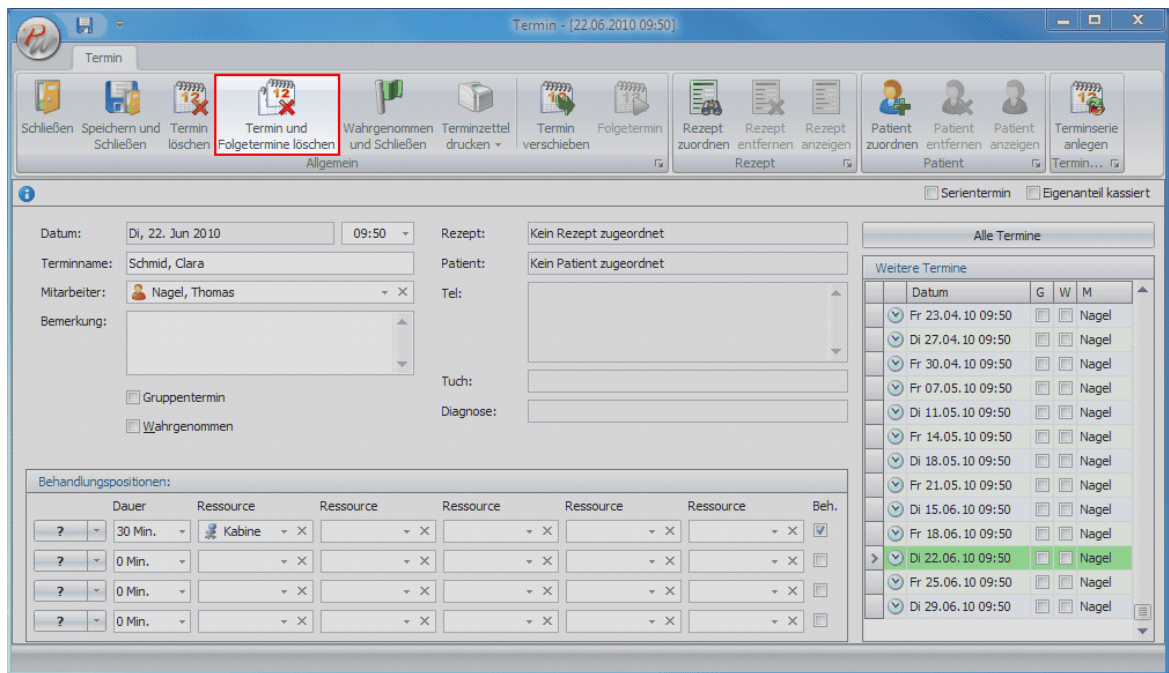 Termin - [22.06.2010 09:50]
Termin
Schließen
Speichern und Schließen
Termin löschen
Termin und Folgetermine löschen
Wahrgenommen und Schließen
Terminzettel drucken
Termin verschieben
Folgetermin
Allgemein
Rezept zuordnen
Rezept entfernen
Rezept anzeigen
Rezept
Patient zuordnen
Patient entfernen
Patient anzeigen
Patient
Terminserie anlegen
Termin...
Serientermin
Eigenanteil kassiert
Datum: Di, 22. Jun 2010 09:50
Terminname: Schmid, Clara
Mitarbeiter: Nagel, Thomas
Bemerkung:
Gruppentermin
Wahrgenommen
Rezept: Kein Rezept zugeordnet
Patient: Kein Patient zugeordnet
Tel:
Tuch:
Diagnose:
Alle Termine
Weitere Termine
Datum G W M
Fr 23.04.10 09:50 Nagel
Di 27.04.10 09:50 Nagel
Fr 30.04.10 09:50 Nagel
Fr 07.05.10 09:50 Nagel
Di 11.05.10 09:50 Nagel
Fr 14.05.10 09:50 Nagel
Di 18.05.10 09:50 Nagel
Fr 21.05.10 09:50 Nagel
Di 15.06.10 09:50 Nagel
Fr 18.06.10 09:50 Nagel
Di 22.06.10 09:50 Nagel
Fr 25.06.10 09:50 Nagel
Di 29.06.10 09:50 Nagel
Behandlungspositionen:
Dauer Ressource Ressource Ressource Ressource Ressource Beh.
? 30 Min. Kabine
? 0 Min.
? 0 Min.
? 0 Min.